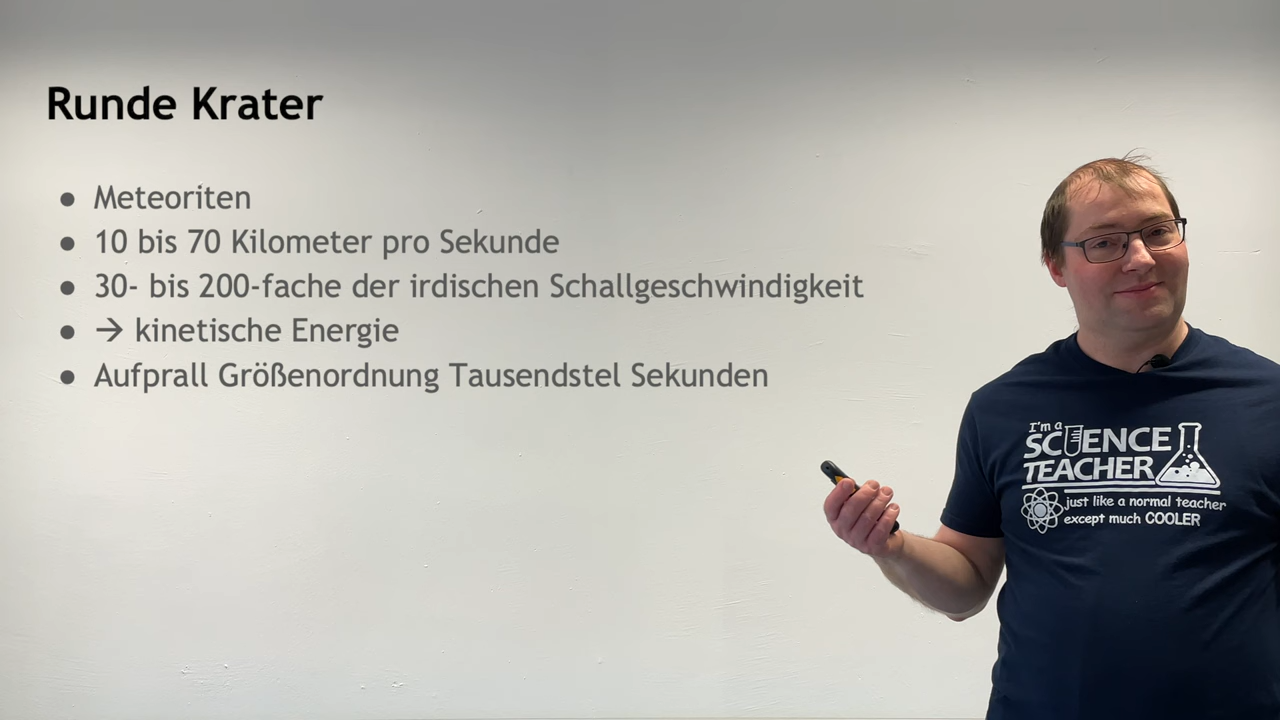 Runde Krater
● Meteoriten
● 10 bis 70 Kilometer pro Sekunde
● 30- bis 200-fache der irdischen Schallgeschwindigkeit
● → kinetische Energie
● Aufprall Größenordnung Tausendstel Sekunden
I'm a
SCIENCE
TEACHER
just like a normal teacher
except much COOLER